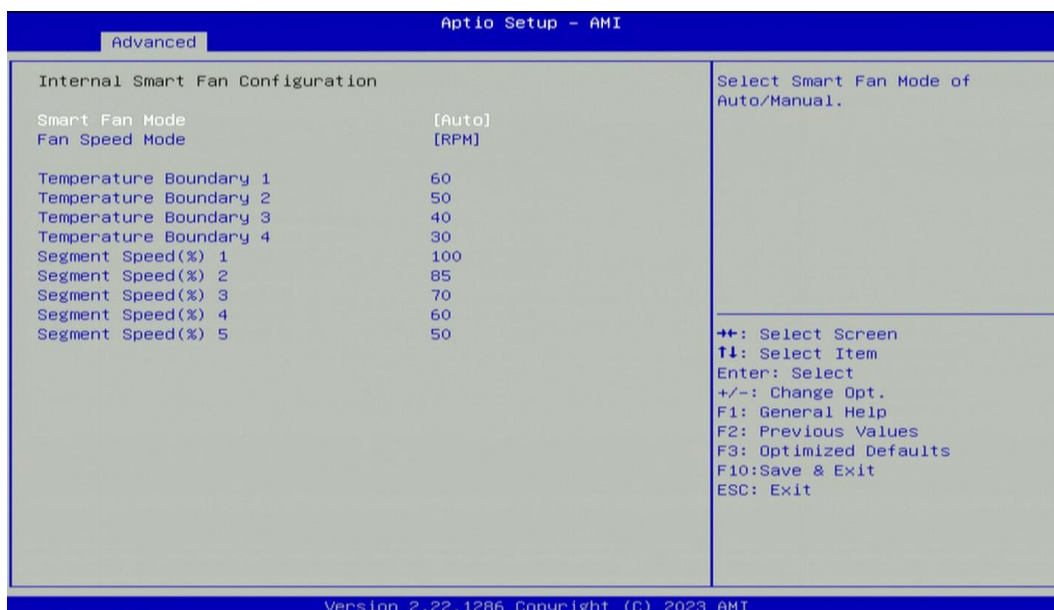 Aptio Setup - AMI
Advanced
Internal Smart Fan Configuration
Smart Fan Mode [Auto]
Fan Speed Mode [RPM]
Temperature Boundary 1 60
Temperature Boundary 2 50
Temperature Boundary 3 40
Temperature Boundary 4 30
Segment Speed(%) 1 100
Segment Speed(%) 2 85
Segment Speed(%) 3 70
Segment Speed(%) 4 60
Segment Speed(%) 5 50
Select Smart Fan Mode of
Auto/Manual.
→←: Select Screen
↑↓: Select Item
Enter: Select
+/-: Change Opt.
F1: General Help
F2: Previous Values
F3: Optimized Defaults
F10:Save & Exit
ESC: Exit
Version 2.22.1286 Copyright (C) 2023 AMI